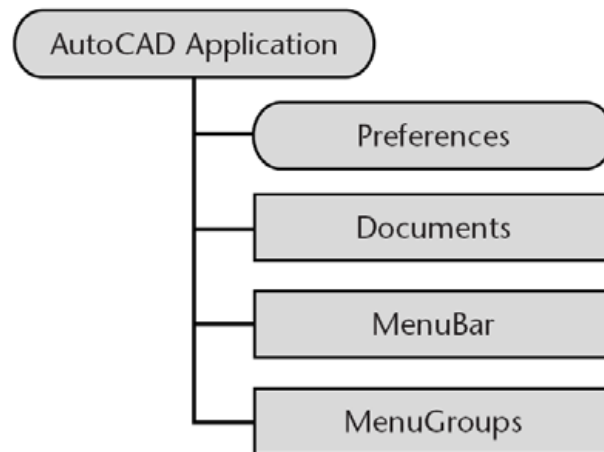 AutoCAD Application
Preferences
Documents
MenuBar
MenuGroups